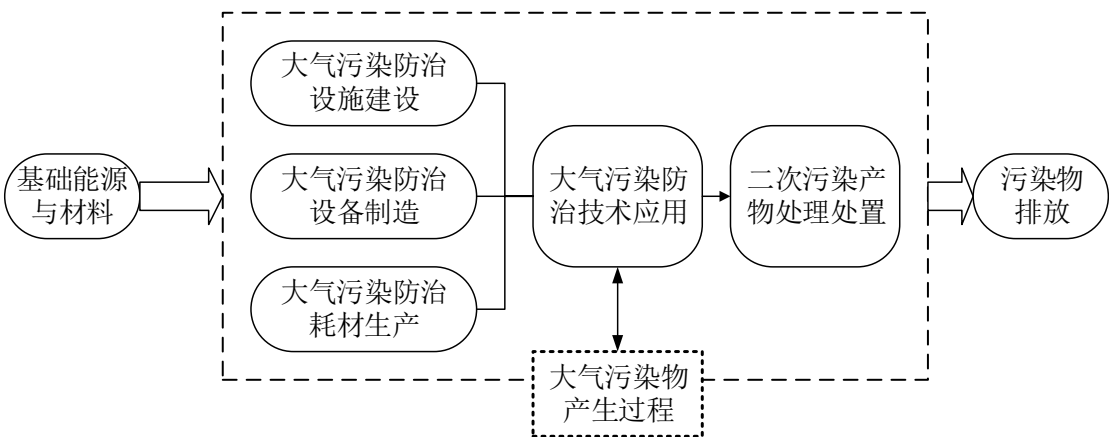 基础能源
与材料
大气污染防治
设施建设
大气污染防治
设备制造
大气污染防治
耗材生产
大气污染防
治技术应用
二次污染产
物处理处置
大气污染物
产生过程
污染物
排放